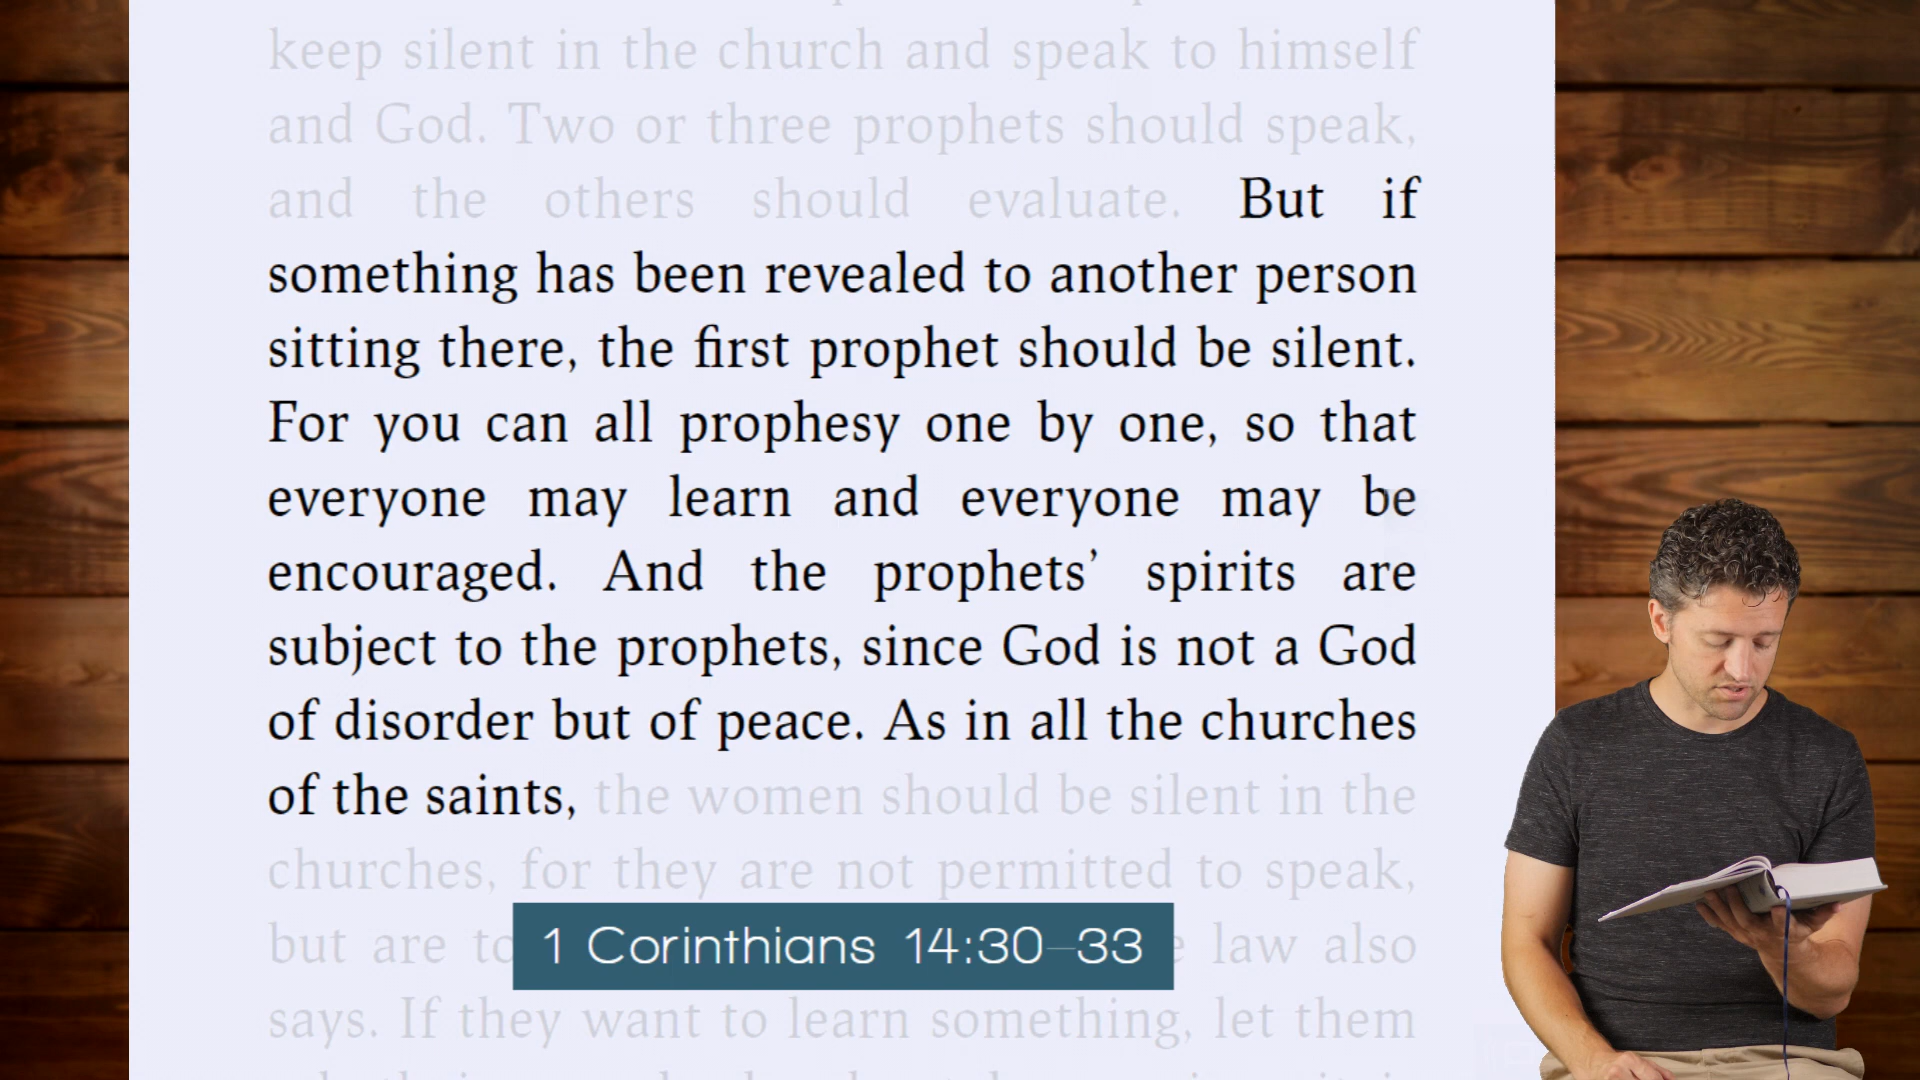 keep silent in the church and speak to himself
and God. Two or three prophets should speak,
and the others should evaluate. But if
something has been revealed to another person
sitting there, the first prophet should be silent.
For you can all prophesy one by one, so that
everyone may learn and everyone may be
encouraged. And the prophets’ spirits are
subject to the prophets, since God is not a God
of disorder but of peace. As in all the churches
of the saints, the women should be silent in the
churches, for they are not permitted to speak,
but are law also
1 Corinthians 14:30–33
says. If they want to learn something, let them